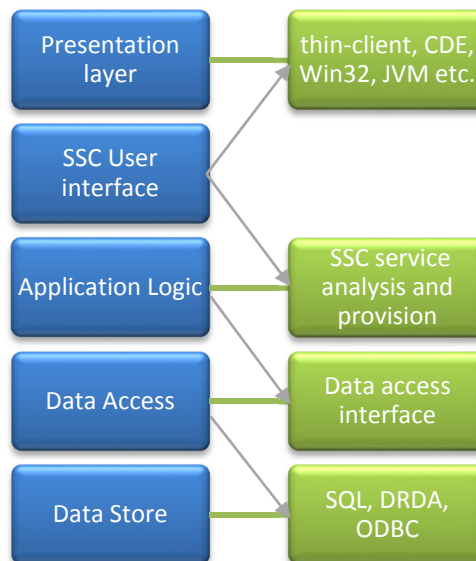 Presentation
layer
thin-client, CDE,
Win32, JVM etc.
SSC User
interface
Application Logic
SSC service
analysis and
provision
Data Access
Data access
interface
Data Store
SQL, DRDA,
ODBC